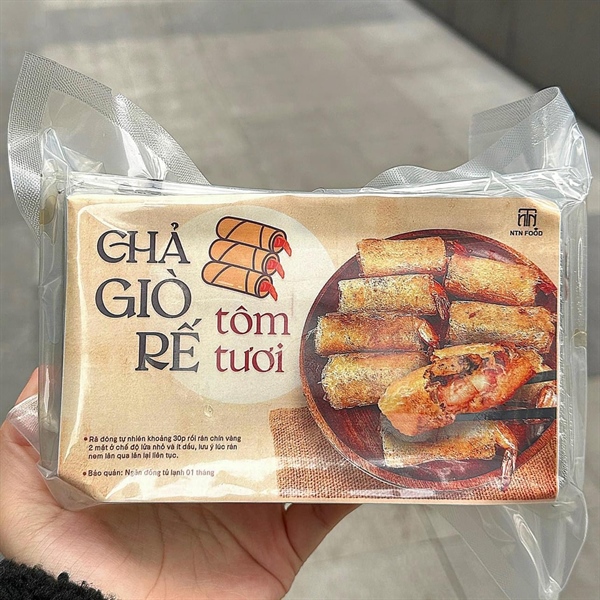 NTN FOOD
CHẢ
GIÒ
RẾ
tôm
tươi
• Rã đông tự nhiên khoảng 30p rồi rán chín vàng
2 mặt ở chế độ lửa nhỏ và ít dầu, lưu ý lúc rán
nem lăn qua lăn lại liên tục.
• Bảo quản: Ngăn đông tủ lạnh 01 tháng